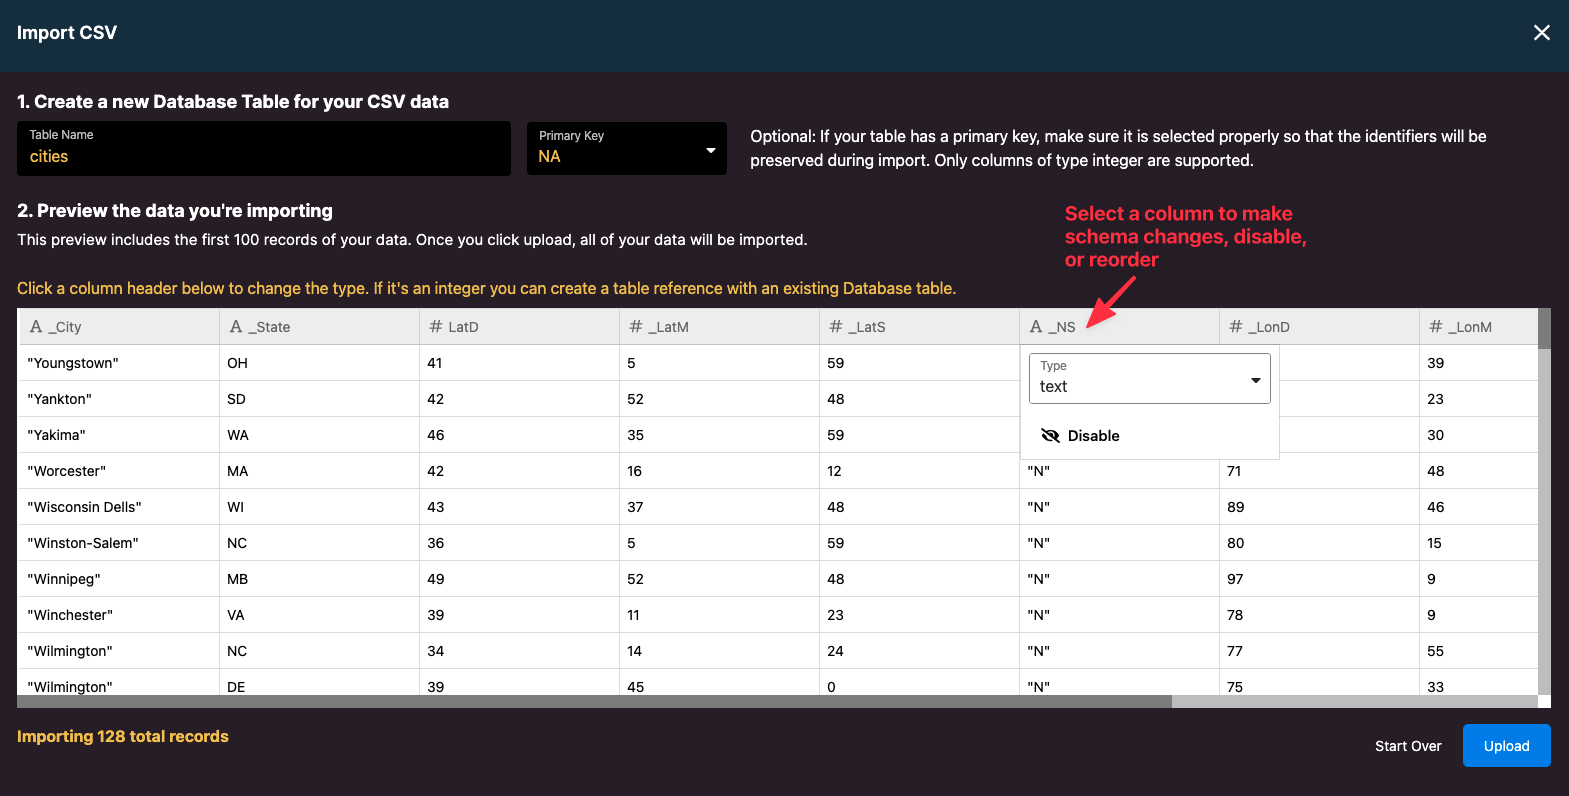 Import CSV
1. Create a new Database Table for your CSV data
Table Name
cities
Primary Key
NA
Optional: If your table has a primary key, make sure it is selected properly so that the identifiers will be
preserved during import. Only columns of type integer are supported.
2. Preview the data you're importing
This preview includes the first 100 records of your data. Once you click upload, all of your data will be imported.
Select a column to make
schema changes, disable,
or reorder
Click a column header below to change the type. If it's an integer you can create a table reference with an existing Database table.
A _City A _State # LatD # _LatM # _LatS A _NS # _LonD # _LonM
"Youngstown" OH 41 5 59 39
Type
text
"Yankton" SD 42 52 48 23
"Yakima" WA 46 35 59 30
Disable
"Worcester" MA 42 16 12 "N" 71 48
"Wisconsin Dells" WI 43 37 48 "N" 89 46
"Winston-Salem" NC 36 5 59 "N" 80 15
"Winnipeg" MB 49 52 48 "N" 97 9
"Winchester" VA 39 11 23 "N" 78 9
"Wilmington" NC 34 14 24 "N" 77 55
"Wilmington" DE 39 45 0 "N" 75 33
Importing 128 total records
Start Over
Upload